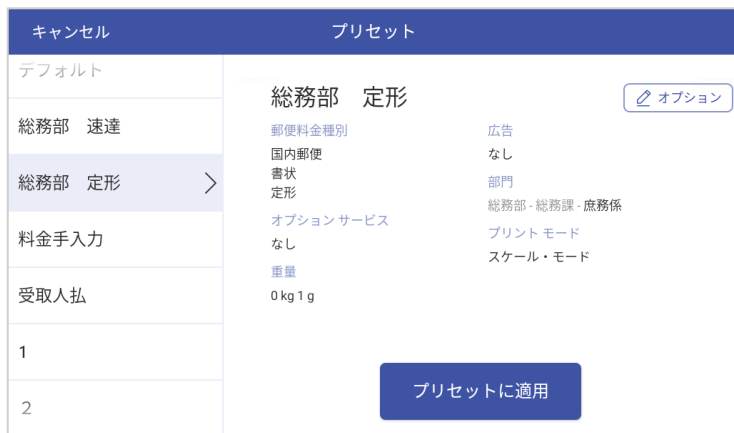 キャンセル
プリセット
デフォルト
総務部　速達
総務部　定形
料金手入力
受取人払
1
2
総務部　定形
オプション
郵便料金種別
国内郵便
書状
定形
オプション サービス
なし
重量
0 kg 1 g
広告
なし
部門
総務部 - 総務課 - 庶務係
プリント モード
スケール・モード
プリセットに適用